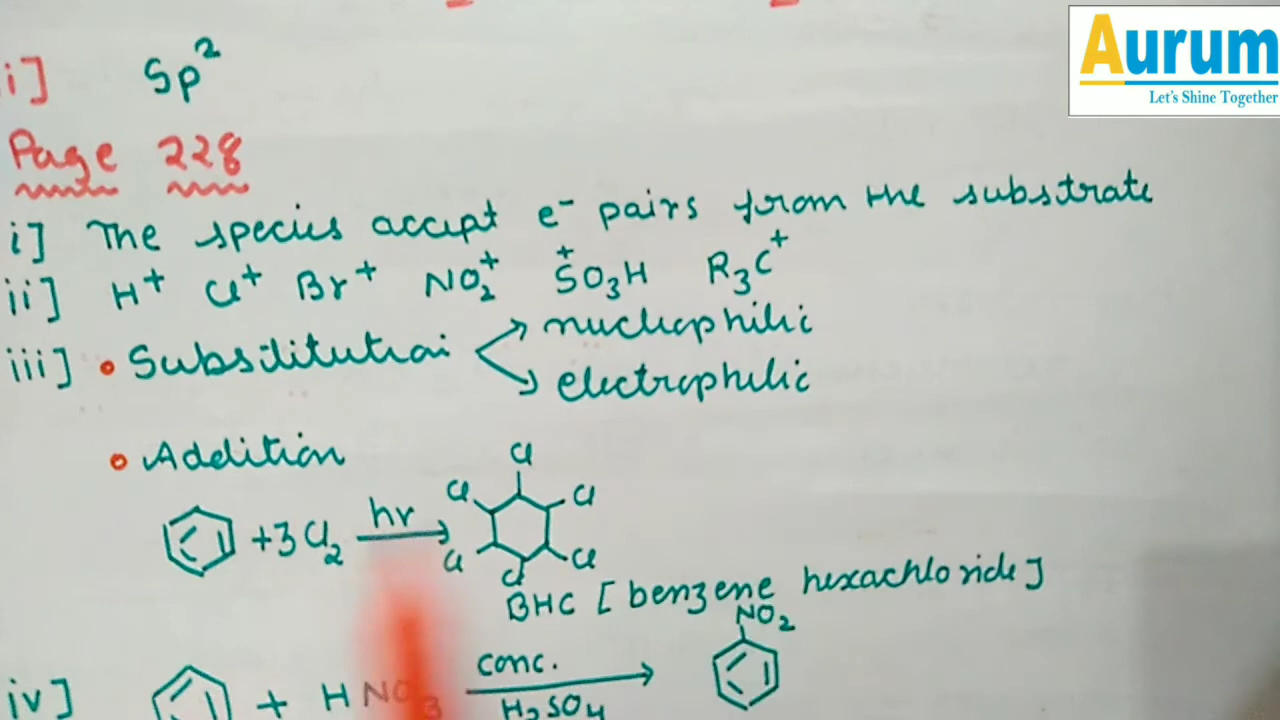 Aurum
Let's Shine Together
i] Sp²
Page 228
i] The species accept e⁻ pairs from the substrate
ii] H⁺ Cl⁺ Br⁺ NO₂⁺ S⁺O₃H R₃C⁺
iii] • Substitution → nucleophilic
→ electrophilic
• Addition
+ 3Cl₂ hν → Cl Cl Cl Cl Cl Cl
BHC [benzene hexachloride]
NO₂
iv] + HNO₃ conc. →
H₂SO₄